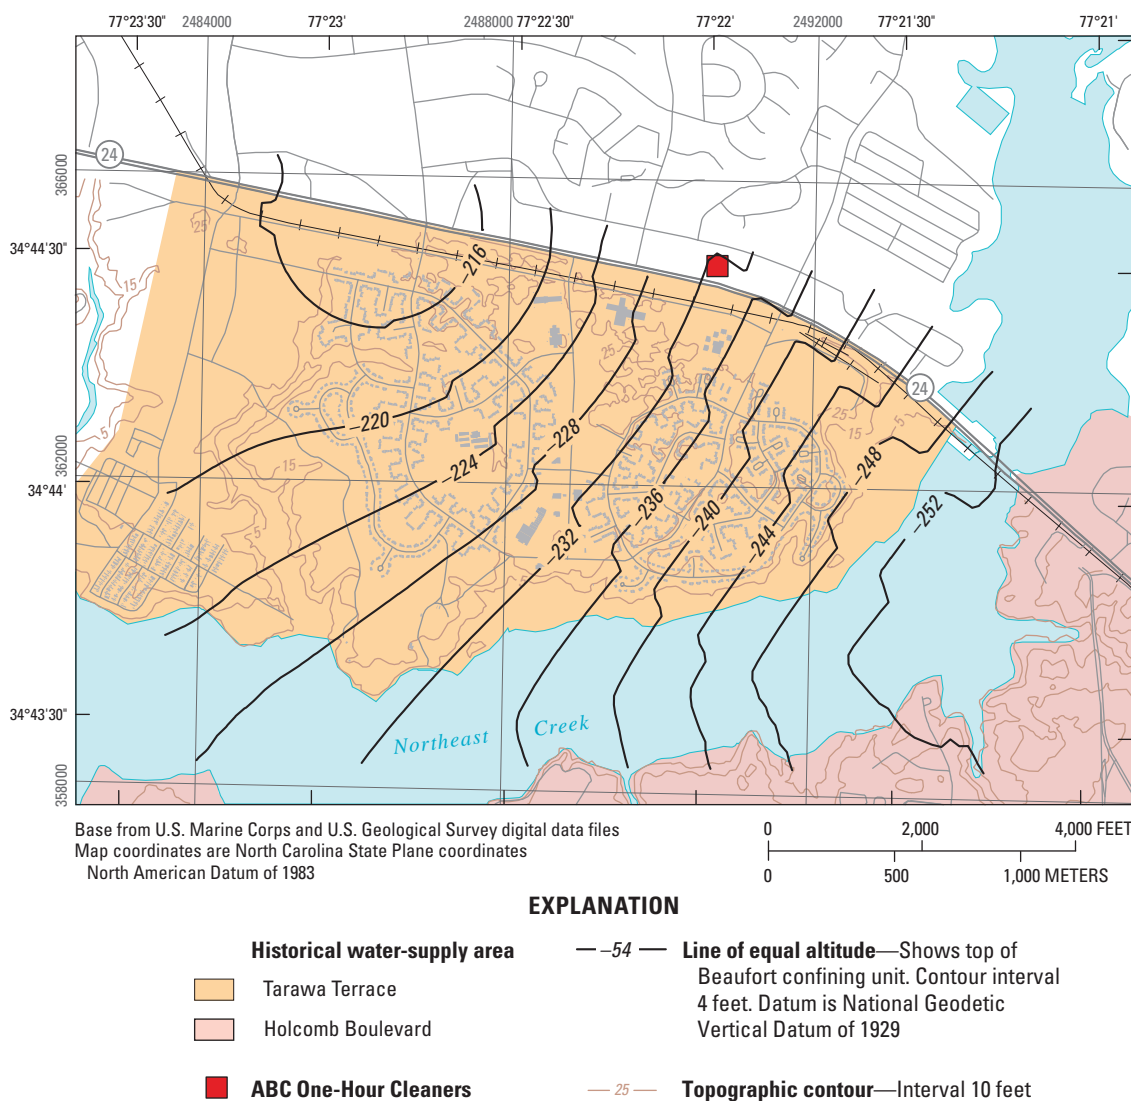 77°23'30" 2484000 77°23' 2488000 77°22'30" 77°22' 2492000 77°21'30" 77°21'
366000
34°44'30"
362000
34°44'
34°43'30"
358000
24
24
25
15
5
15
5
25
25
15
5
15
5
–216
–220
–224
–228
–232
–236
–240
–244
–248
–252
Northeast Creek
Base from U.S. Marine Corps and U.S. Geological Survey digital data files
Map coordinates are North Carolina State Plane coordinates
North American Datum of 1983
0 2,000 4,000 FEET
0 500 1,000 METERS
EXPLANATION
Historical water-supply area
Tarawa Terrace
Holcomb Boulevard
ABC One-Hour Cleaners
–54 Line of equal altitude—Shows top of
Beaufort confining unit. Contour interval
4 feet. Datum is National Geodetic
Vertical Datum of 1929
25 Topographic contour—Interval 10 feet